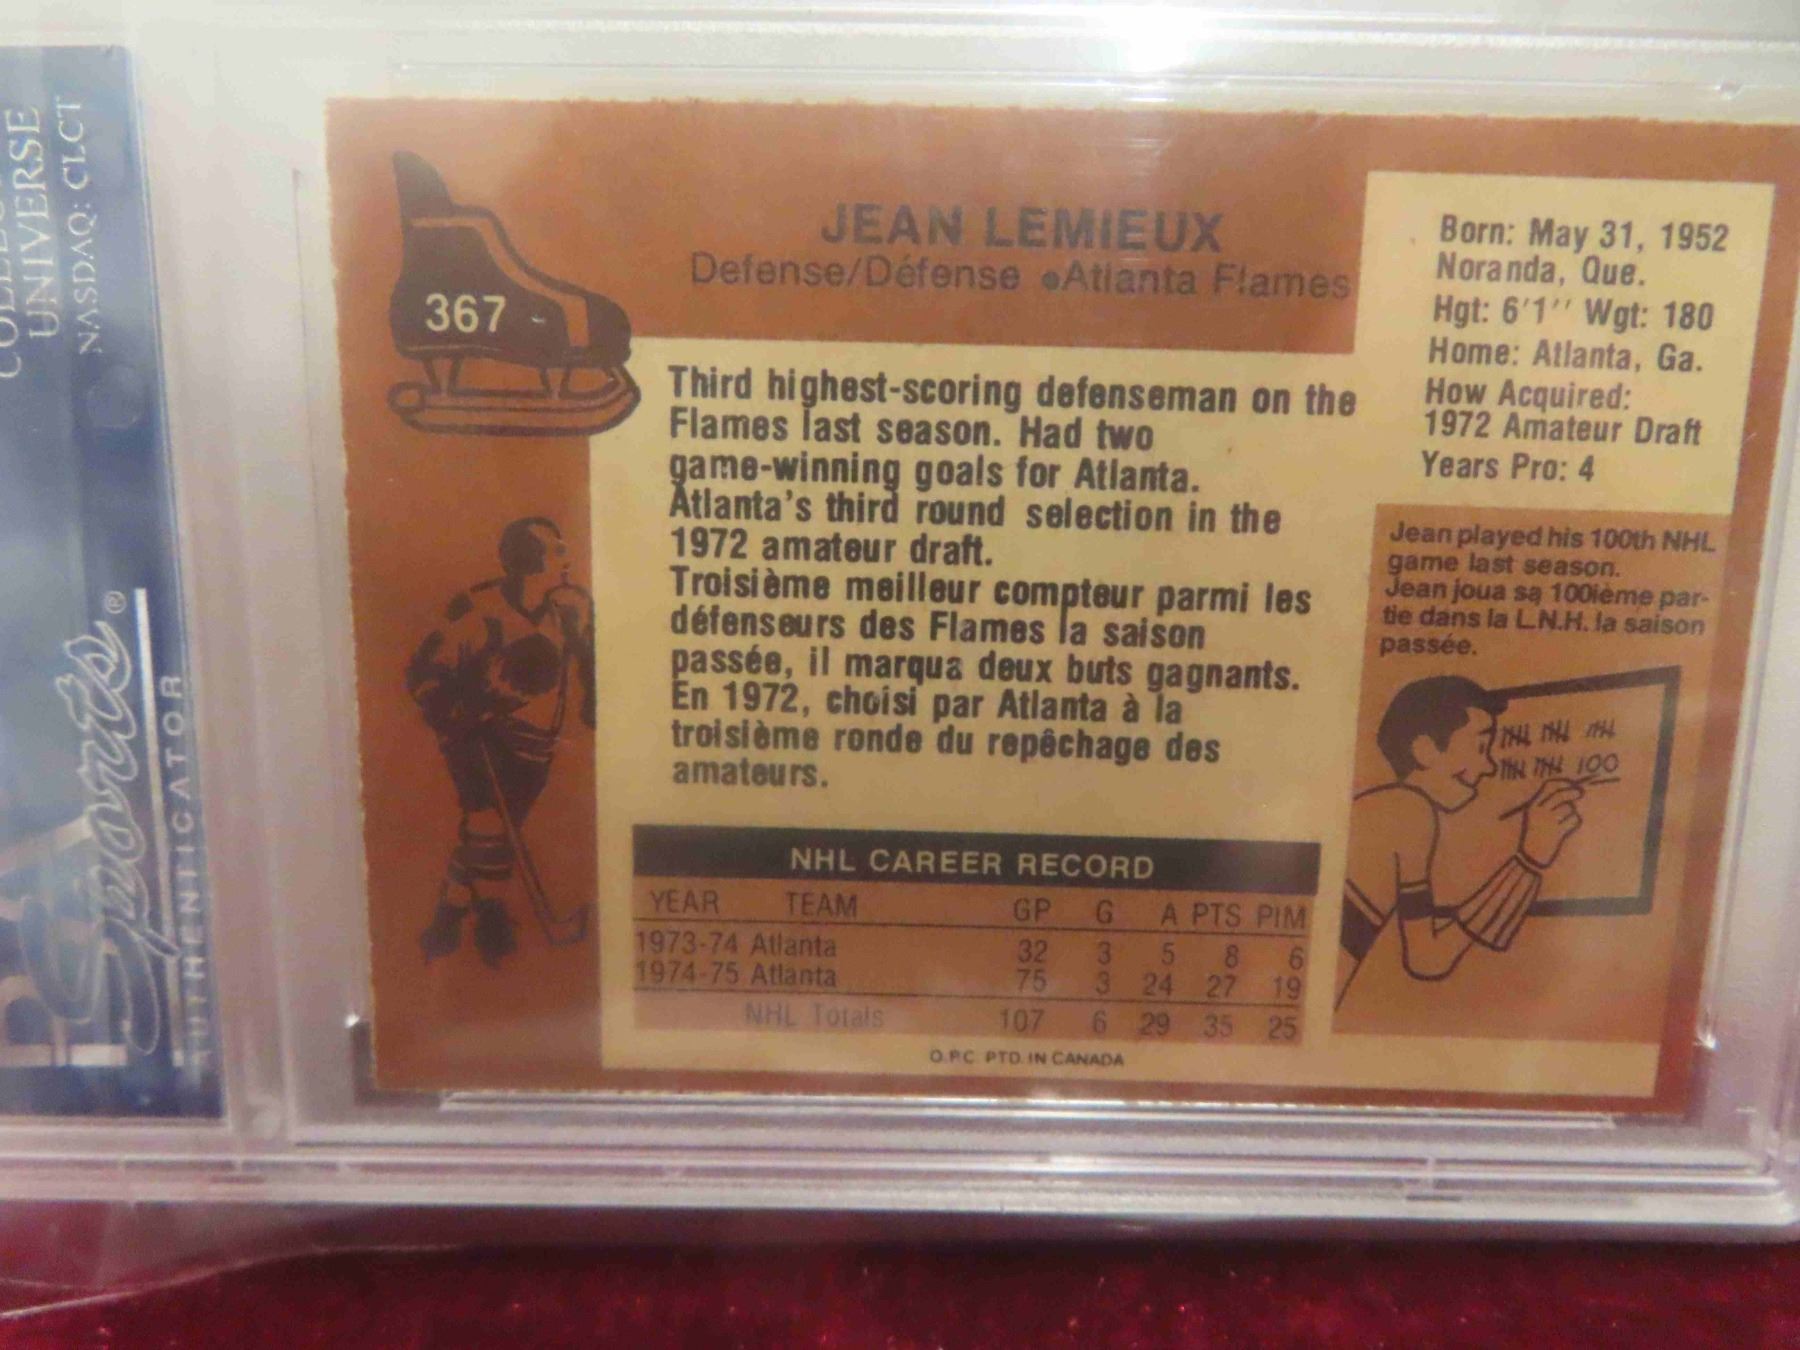 UNIVERSE
NASDAQ: CLCT
Sports®
AUTHENTICATOR
367
JEAN LEMIEUX
Defense/Défense ●Atlanta Flames
Third highest-scoring defenseman on the
Flames last season. Had two
game-winning goals for Atlanta.
Atlanta's third round selection in the
1972 amateur draft.
Troisième meilleur compteur parmi les
défenseurs des Flames la saison
passée, il marqua deux buts gagnants.
En 1972, choisi par Atlanta à la
troisième ronde du repêchage des
amateurs.
NHL CAREER RECORD
YEAR TEAM GP G A PTS PIM
1973-74 Atlanta 32 3 5 8 6
1974-75 Atlanta 75 3 24 27 19
NHL Totals 107 6 29 35 25
O.P.C. PTD. IN CANADA
Born: May 31, 1952
Noranda, Que.
Hgt: 6'1'' Wgt: 180
Home: Atlanta, Ga.
How Acquired:
1972 Amateur Draft
Years Pro: 4
Jean played his 100th NHL
game last season.
Jean joua sa 100ième par-
tie dans la L.N.H. la saison
passée.
100